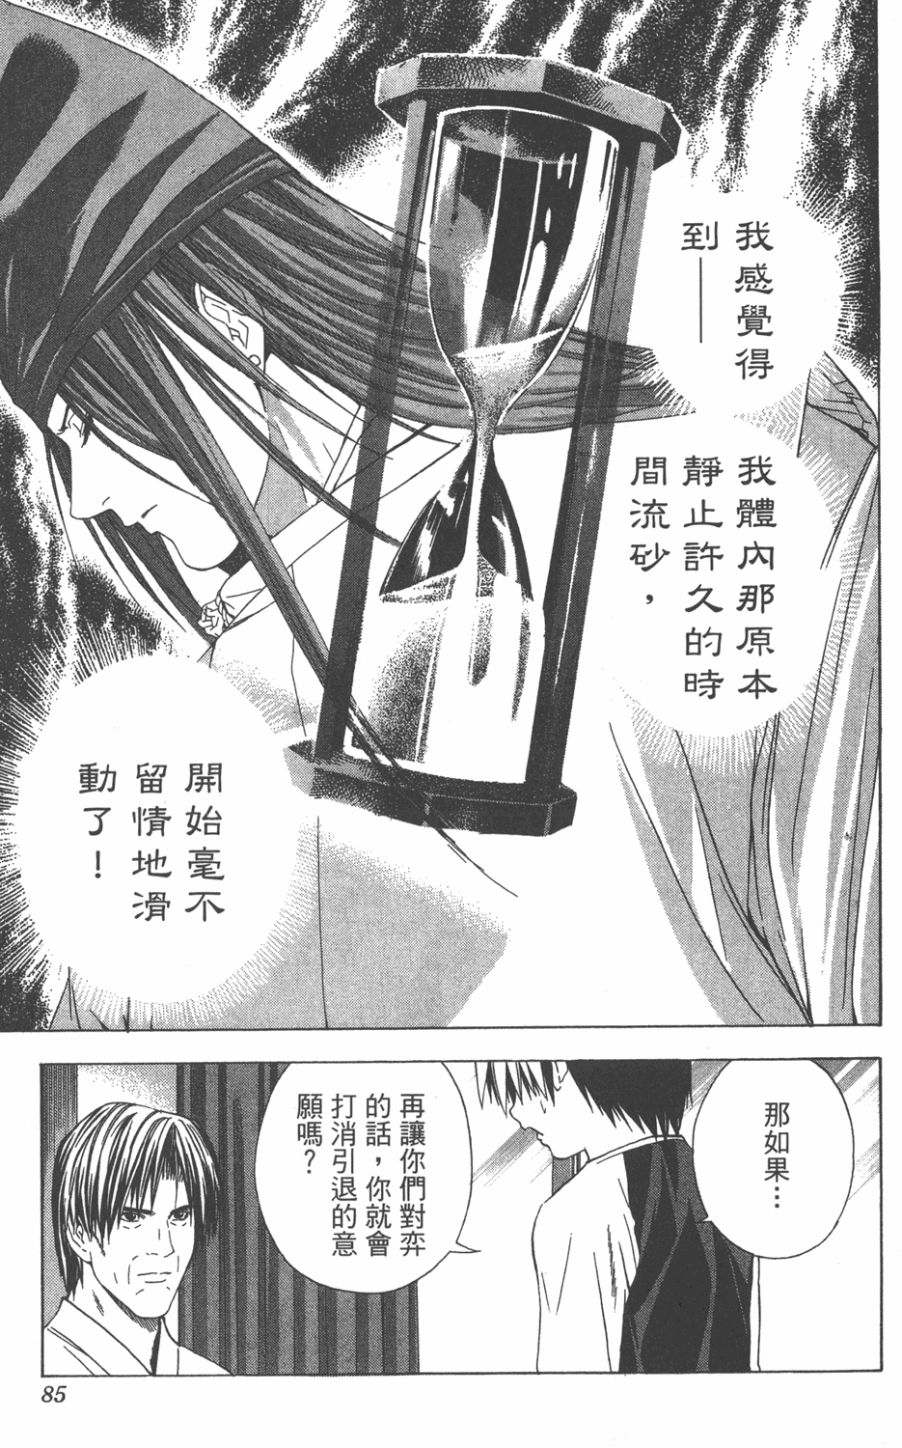 我感覺得
到——
我體內那原本
靜止許久的時
間流砂，
開始毫不
留情地滑
動了！
那如果…
再讓你們對弈
的話，你就會
打消引退的意
願嗎？
85